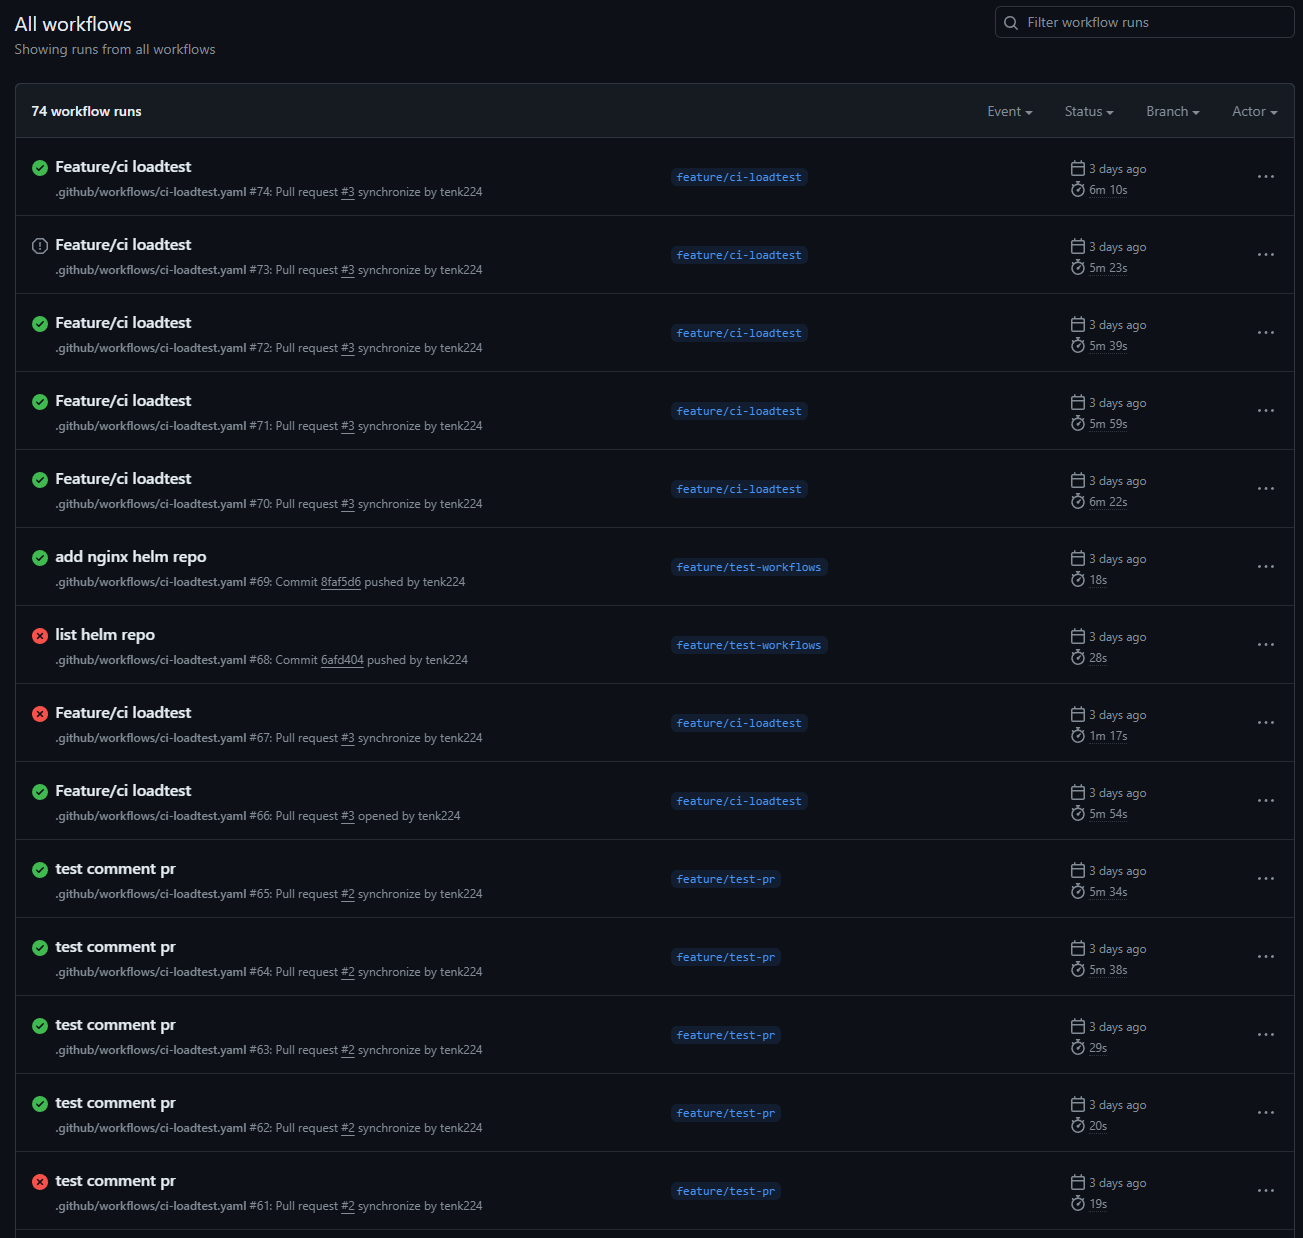 All workflows
Filter workflow runs
Showing runs from all workflows
74 workflow runs
Event
Status
Branch
Actor
Feature/ci loadtest
.github/workflows/ci-loadtest.yaml #74: Pull request #3 synchronize by tenk224
feature/ci-loadtest
3 days ago
6m 10s
Feature/ci loadtest
.github/workflows/ci-loadtest.yaml #73: Pull request #3 synchronize by tenk224
feature/ci-loadtest
3 days ago
5m 23s
Feature/ci loadtest
.github/workflows/ci-loadtest.yaml #72: Pull request #3 synchronize by tenk224
feature/ci-loadtest
3 days ago
5m 39s
Feature/ci loadtest
.github/workflows/ci-loadtest.yaml #71: Pull request #3 synchronize by tenk224
feature/ci-loadtest
3 days ago
5m 59s
Feature/ci loadtest
.github/workflows/ci-loadtest.yaml #70: Pull request #3 synchronize by tenk224
feature/ci-loadtest
3 days ago
6m 22s
add nginx helm repo
.github/workflows/ci-loadtest.yaml #69: Commit 8faf5d6 pushed by tenk224
feature/test-workflows
3 days ago
18s
list helm repo
.github/workflows/ci-loadtest.yaml #68: Commit 6afd404 pushed by tenk224
feature/test-workflows
3 days ago
28s
Feature/ci loadtest
.github/workflows/ci-loadtest.yaml #67: Pull request #3 synchronize by tenk224
feature/ci-loadtest
3 days ago
1m 17s
Feature/ci loadtest
.github/workflows/ci-loadtest.yaml #66: Pull request #3 opened by tenk224
feature/ci-loadtest
3 days ago
5m 54s
test comment pr
.github/workflows/ci-loadtest.yaml #65: Pull request #2 synchronize by tenk224
feature/test-pr
3 days ago
5m 34s
test comment pr
.github/workflows/ci-loadtest.yaml #64: Pull request #2 synchronize by tenk224
feature/test-pr
3 days ago
5m 38s
test comment pr
.github/workflows/ci-loadtest.yaml #63: Pull request #2 synchronize by tenk224
feature/test-pr
3 days ago
29s
test comment pr
.github/workflows/ci-loadtest.yaml #62: Pull request #2 synchronize by tenk224
feature/test-pr
3 days ago
20s
test comment pr
.github/workflows/ci-loadtest.yaml #61: Pull request #2 synchronize by tenk224
feature/test-pr
3 days ago
19s